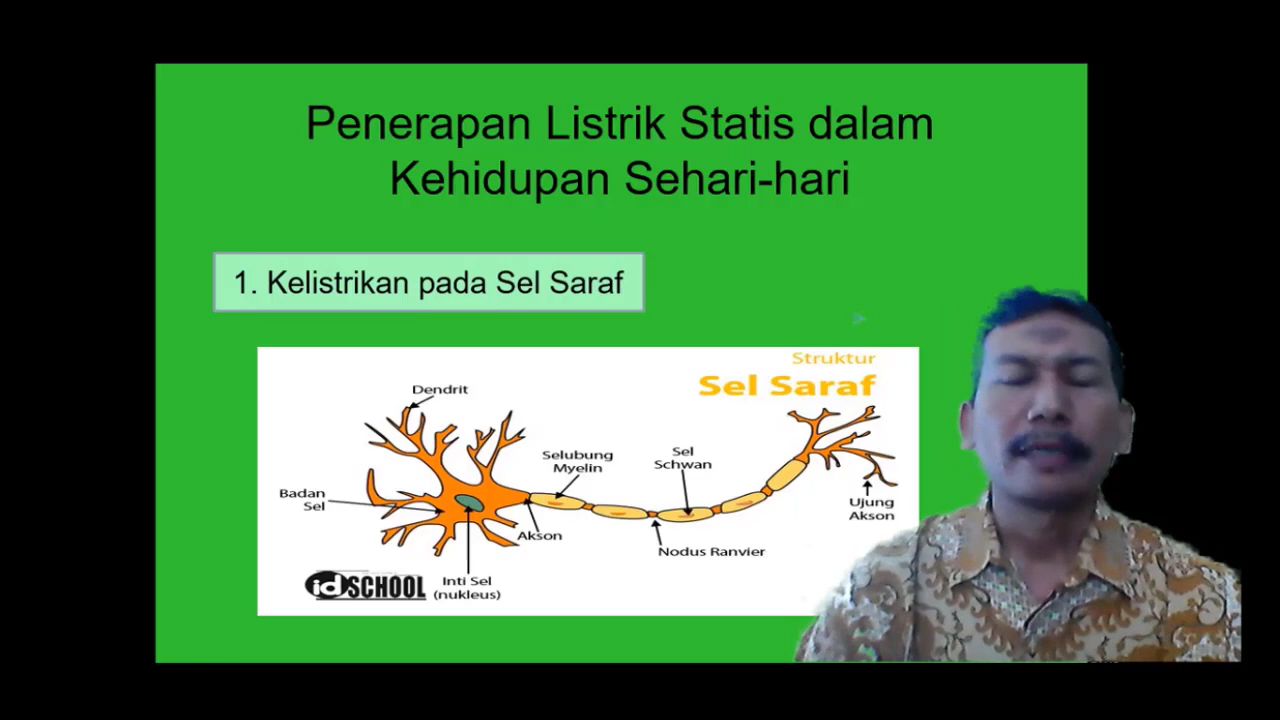 Penerapan Listrik Statis dalam
Kehidupan Sehari-hari
1. Kelistrikan pada Sel Saraf
Struktur
Sel Saraf
Dendrit
Selubung
Myelin
Sel
Schwan
Badan
Sel
Ujung
Akson
Akson
Nodus Ranvier
Inti Sel
(nukleus)
idSCHOOL